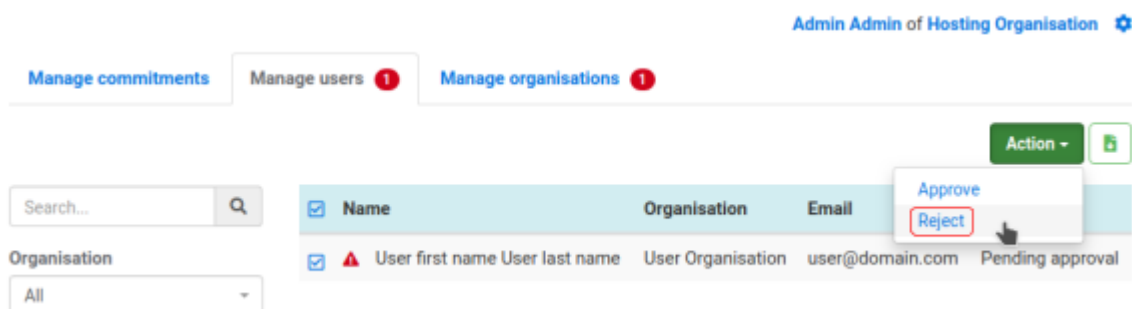 Admin Admin of Hosting Organisation
Manage commitments Manage users 1 Manage organisations 1
Action
Approve
Search... Name Organisation Email
Reject
Organisation
User first name User last name User Organisation user@domain.com Pending approval
All